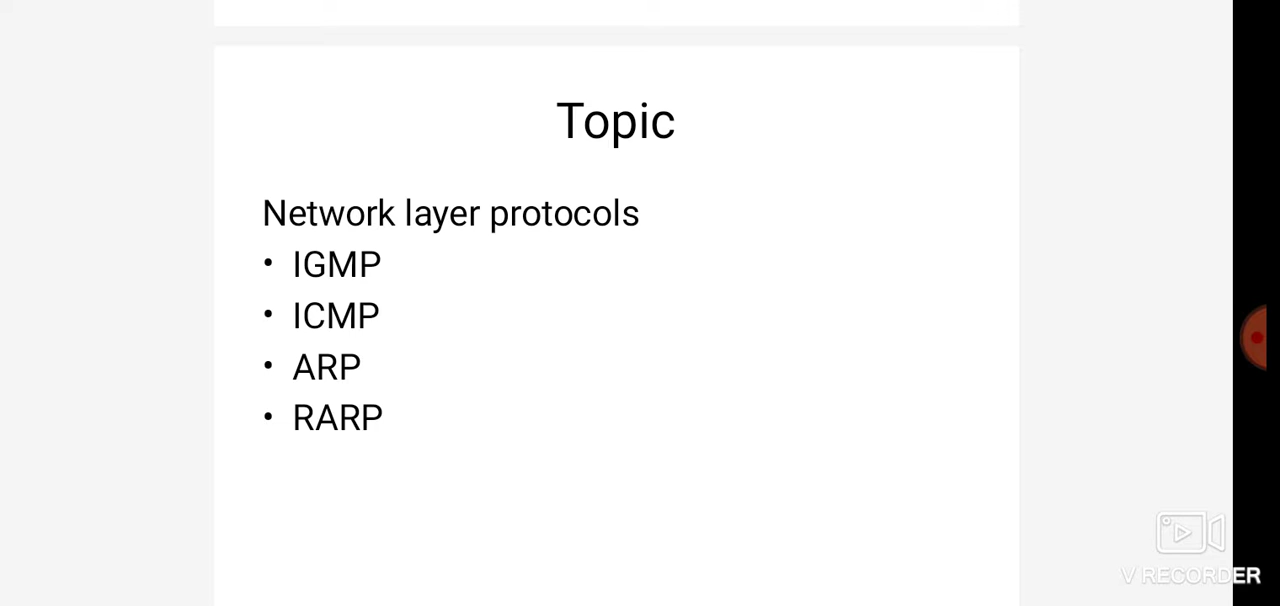 Topic
Network layer protocols
• IGMP
• ICMP
• ARP
• RARP
V RECORDER